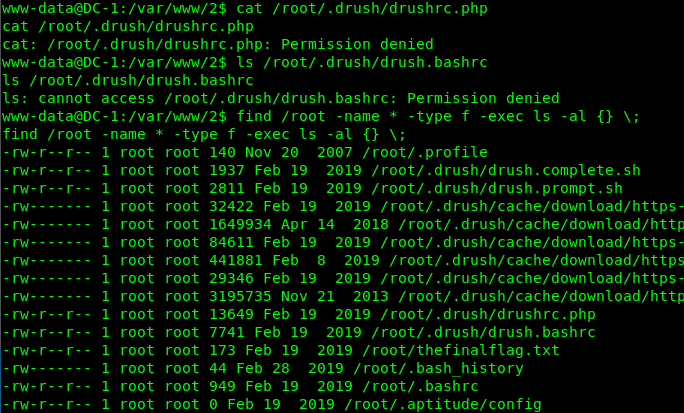 www-data@DC-1:/var/www/2$ cat /root/.drush/drushrc.php
cat /root/.drush/drushrc.php
cat: /root/.drush/drushrc.php: Permission denied
www-data@DC-1:/var/www/2$ ls /root/.drush/drush.bashrc
ls /root/.drush/drush.bashrc
ls: cannot access /root/.drush/drush.bashrc: Permission denied
www-data@DC-1:/var/www/2$ find /root -name * -type f -exec ls -al {} \;
find /root -name * -type f -exec ls -al {} \;
-rw-r--r-- 1 root root 140 Nov 20  2007 /root/.profile
-rw-r--r-- 1 root root 1937 Feb 19  2019 /root/.drush/drush.complete.sh
-rw-r--r-- 1 root root 2811 Feb 19  2019 /root/.drush/drush.prompt.sh
-rw------- 1 root root 32422 Feb 19  2019 /root/.drush/cache/download/https-
-rw------- 1 root root 1649934 Apr 14  2018 /root/.drush/cache/download/http
-rw------- 1 root root 84611 Feb 19  2019 /root/.drush/cache/download/https-
-rw------- 1 root root 441881 Feb  8  2019 /root/.drush/cache/download/https
-rw------- 1 root root 29346 Feb 19  2019 /root/.drush/cache/download/https-
-rw------- 1 root root 3195735 Nov 21  2013 /root/.drush/cache/download/http
-rw-r--r-- 1 root root 13649 Feb 19  2019 /root/.drush/drushrc.php
-rw-r--r-- 1 root root 7741 Feb 19  2019 /root/.drush/drush.bashrc
-rw-r--r-- 1 root root 173 Feb 19  2019 /root/thefinalflag.txt
-rw------- 1 root root 44 Feb 28  2019 /root/.bash_history
-rw-r--r-- 1 root root 949 Feb 19  2019 /root/.bashrc
-rw-r--r-- 1 root root 0 Feb 19  2019 /root/.aptitude/config